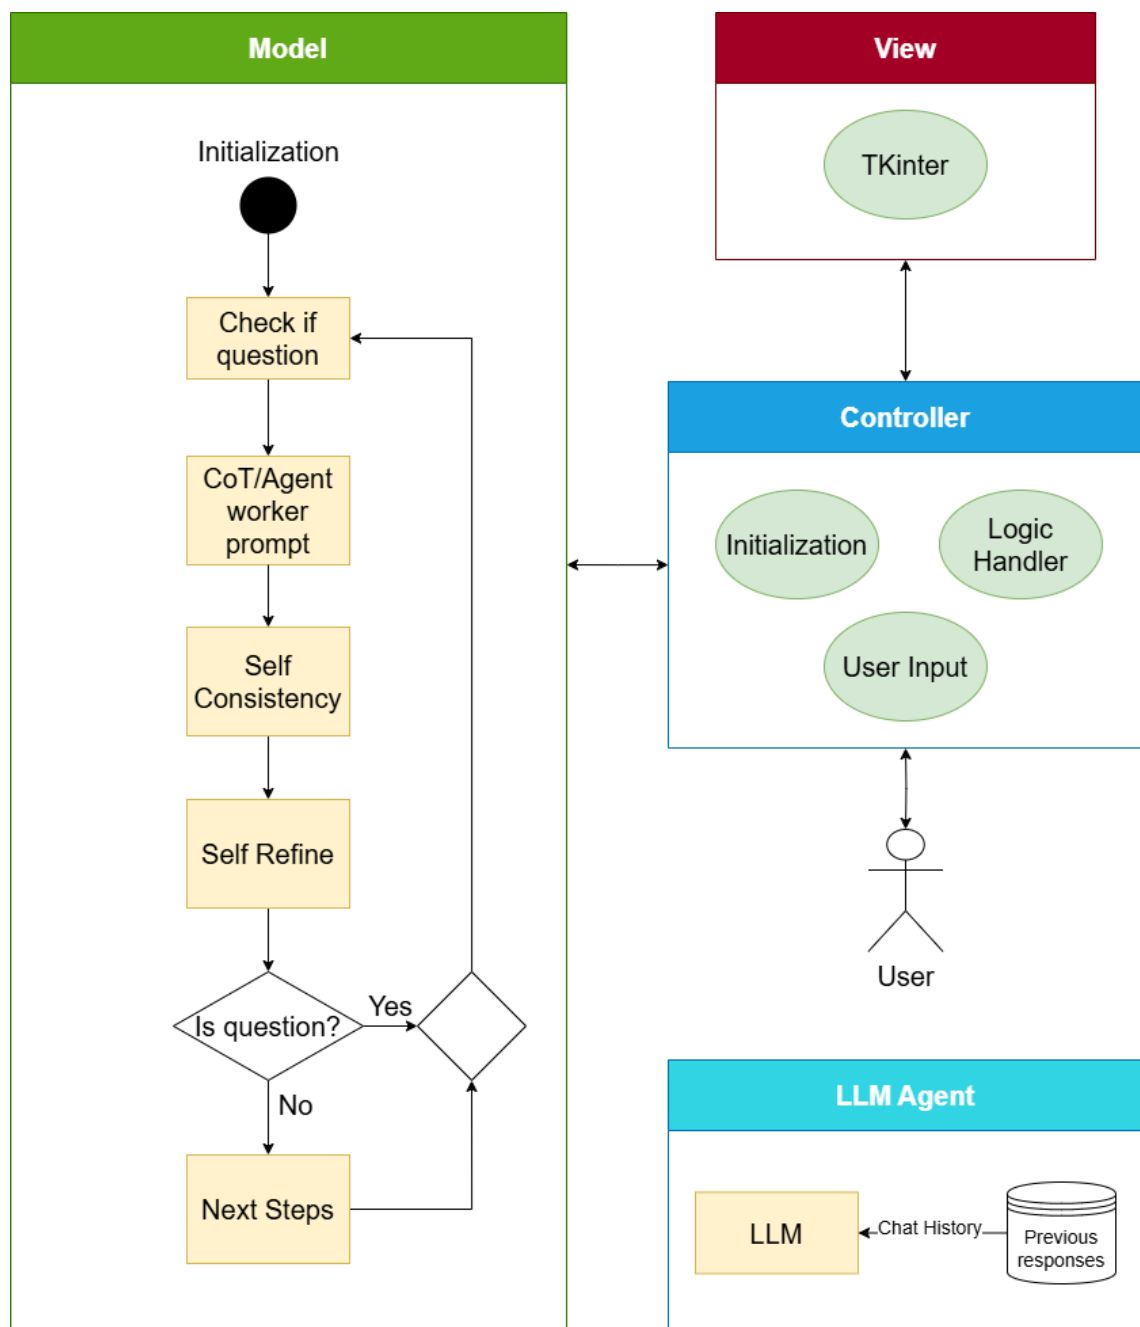 Model
Initialization
Check if
question
CoT/Agent
worker
prompt
Self
Consistency
Self Refine
Is question?
Yes
No
Next Steps
View
TKinter
Controller
Initialization
Logic
Handler
User Input
User
LLM Agent
LLM
Chat History
Previous
responses